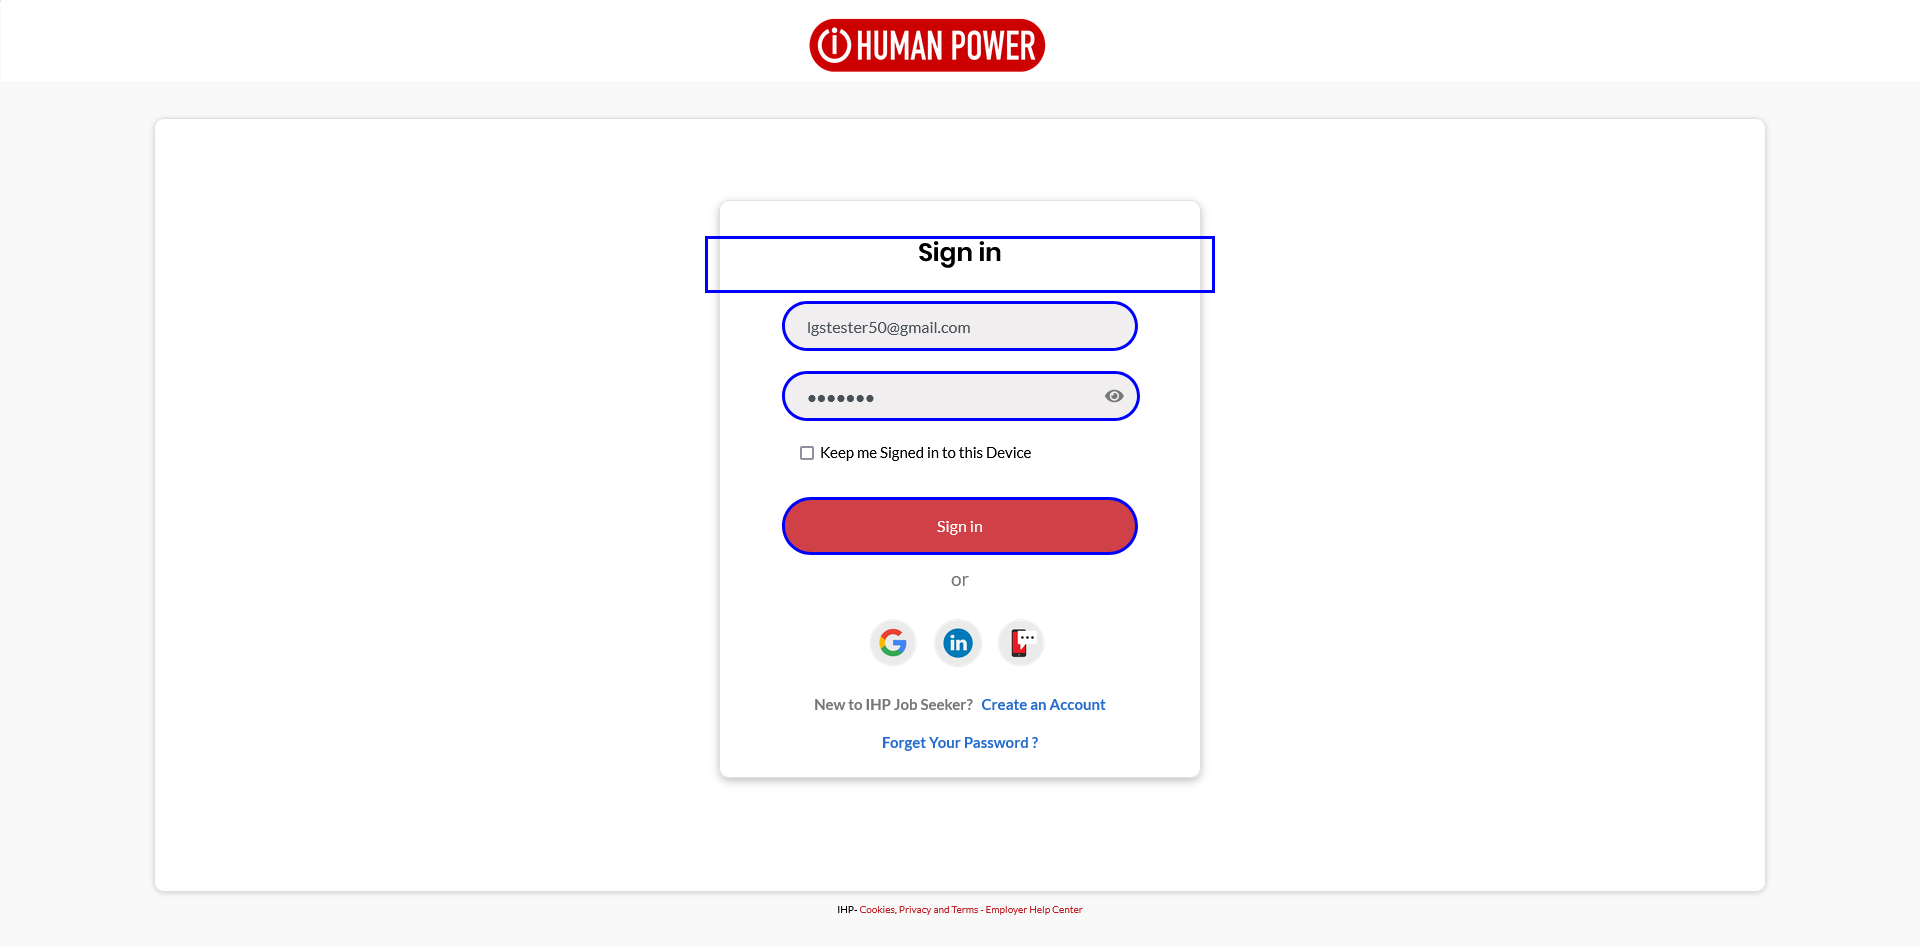 HUMAN POWER
Sign in
lgstester50@gmail.com
•••••••
Keep me Signed in to this Device
Sign in
or
New to IHP Job Seeker? Create an Account
Forget Your Password ?
IHP- Cookies, Privacy and Terms - Employer Help Center